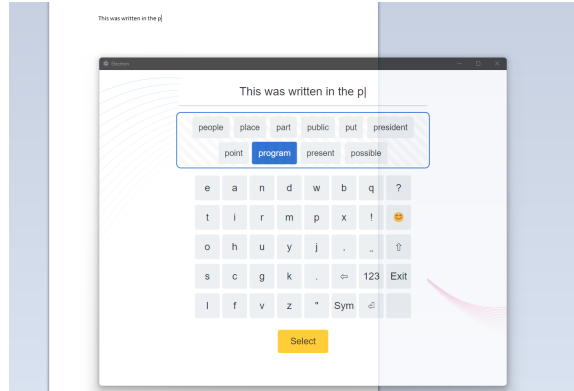 This was written in the p
Electron
This was written in the p|
people place part public put president
point program present possible
e a n d w b q ?
t i r m p x ! 😊
o h u y j , .. ⇧
s c g k . ⇦ 123 Exit
l f v z " Sym ⏎
Select